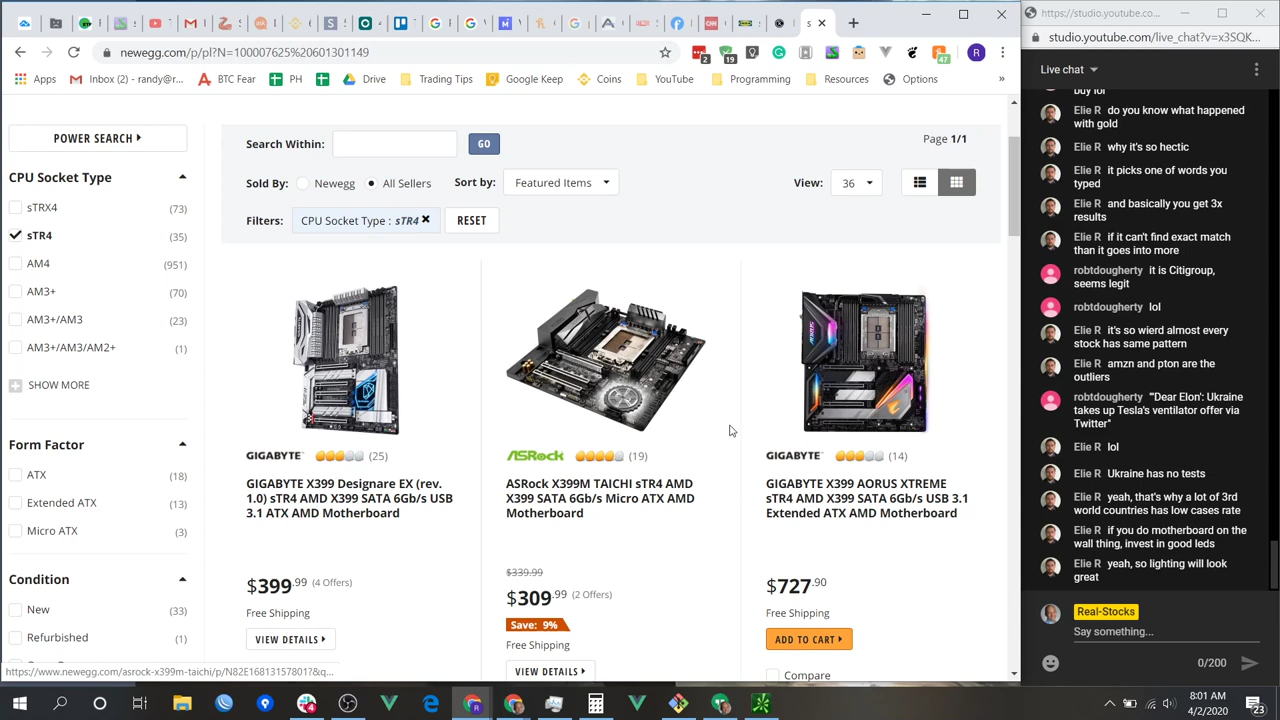 newegg.com/p/pl?N=100007625%20601301149
2
19
47
R
Apps
Inbox (2) - randy@r...
BTC Fear
PH
Drive
Trading Tips
Google Keep
Coins
YouTube
Programming
Resources
Options
»
POWER SEARCH
CPU Socket Type
sTRX4 (73)
sTR4 (35)
AM4 (951)
AM3+ (70)
AM3+/AM3 (23)
AM3+/AM3/AM2+ (1)
SHOW MORE
Form Factor
ATX (18)
Extended ATX (13)
Micro ATX (3)
Condition
New (33)
Refurbished (1)
Search Within:
GO
Page 1/1
Sold By: Newegg All Sellers Sort by: Featured Items View: 36
Filters: CPU Socket Type : sTR4 × RESET
GIGABYTE (25)
GIGABYTE X399 Designare EX (rev.
1.0) sTR4 AMD X399 SATA 6Gb/s USB
3.1 ATX AMD Motherboard
$399.99 (4 Offers)
Free Shipping
VIEW DETAILS
ASRock (19)
ASRock X399M TAICHI sTR4 AMD
X399 SATA 6Gb/s Micro ATX AMD
Motherboard
$339.99
$309.99 (2 Offers)
Save: 9%
Free Shipping
VIEW DETAILS
GIGABYTE (14)
GIGABYTE X399 AORUS XTREME
sTR4 AMD X399 SATA 6Gb/s USB 3.1
Extended ATX AMD Motherboard
$727.90
Free Shipping
ADD TO CART
Compare
https://www.newegg.com/asrock-x399m-taichi/p/N82E16813157801?&q...
https://studio.youtube.co...
studio.youtube.com/live_chat?v=x3SQK...
Live chat
buy lol
Elie R do you know what happened
with gold
Elie R why it's so hectic
Elie R it picks one of words you
typed
Elie R and basically you get 3x
results
Elie R if it can't find exact match
than it goes into more
robtdougherty it is Citigroup,
seems legit
robtdougherty lol
Elie R it's so wierd almost every
stock has same pattern
Elie R amzn and pton are the
outliers
robtdougherty "'Dear Elon': Ukraine
takes up Tesla's ventilator offer via
Twitter"
Elie R lol
Elie R Ukraine has no tests
Elie R yeah, that's why a lot of 3rd
world countries has low cases rate
Elie R if you do motherboard on the
wall thing, invest in good leds
Elie R yeah, so lighting will look
great
Real-Stocks
Say something...
0/200
8:01 AM
4/2/2020
23